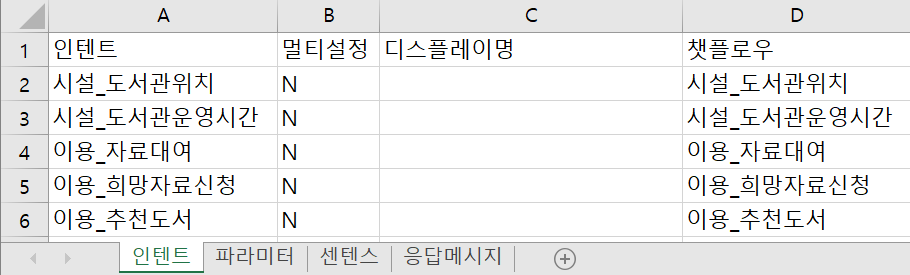 A B C D
1 인텐트 멀티설정 디스플레이명 챗플로우
2 시설_도서관위치 N 시설_도서관위치
3 시설_도서관운영시간 N 시설_도서관운영시간
4 이용_자료대여 N 이용_자료대여
5 이용_희망자료신청 N 이용_희망자료신청
6 이용_추천도서 N 이용_추천도서
인텐트 파라미터 센텐스 응답메시지